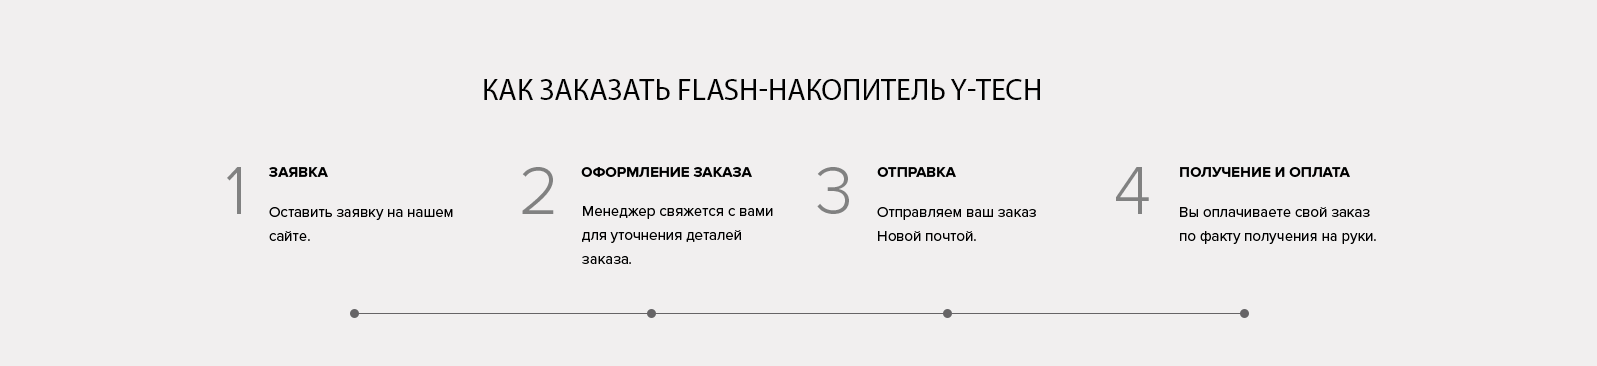 КАК ЗАКАЗАТЬ FLASH-НАКОПИТЕЛЬ Y-TECH
1
ЗАЯВКА
Оставить заявку на нашем
сайте.
2
ОФОРМЛЕНИЕ ЗАКАЗА
Менеджер свяжется с вами
для уточнения деталей
заказа.
3
ОТПРАВКА
Отправляем ваш заказ
Новой почтой.
4
ПОЛУЧЕНИЕ И ОПЛАТА
Вы оплачиваете свой заказ
по факту получения на руки.